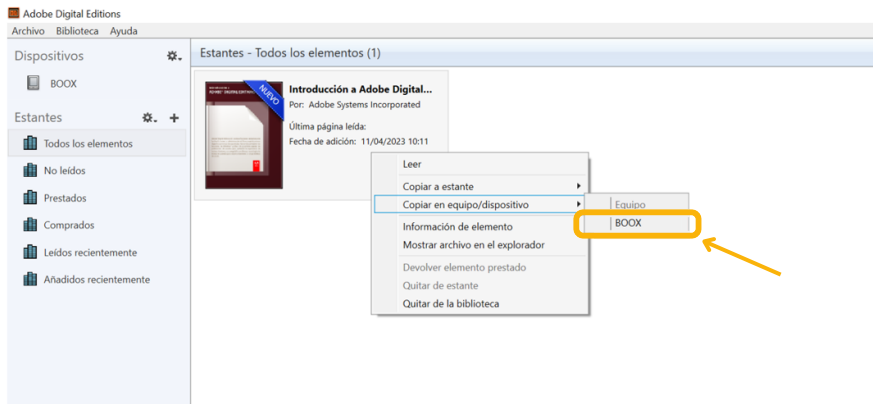 Adobe Digital Editions
Archivo Biblioteca Ayuda
Dispositivos
BOOX
Estantes
Todos los elementos
No leídos
Prestados
Comprados
Leídos recientemente
Añadidos recientemente
Estantes - Todos los elementos (1)
NUEVO
Introducción a Adobe Digital...
Por: Adobe Systems Incorporated
Última página leída:
Fecha de adición: 11/04/2023 10:11
Leer
Copiar a estante
Copiar en equipo/dispositivo
Información de elemento
Mostrar archivo en el explorador
Devolver elemento prestado
Quitar de estante
Quitar de la biblioteca
Equipo
BOOX